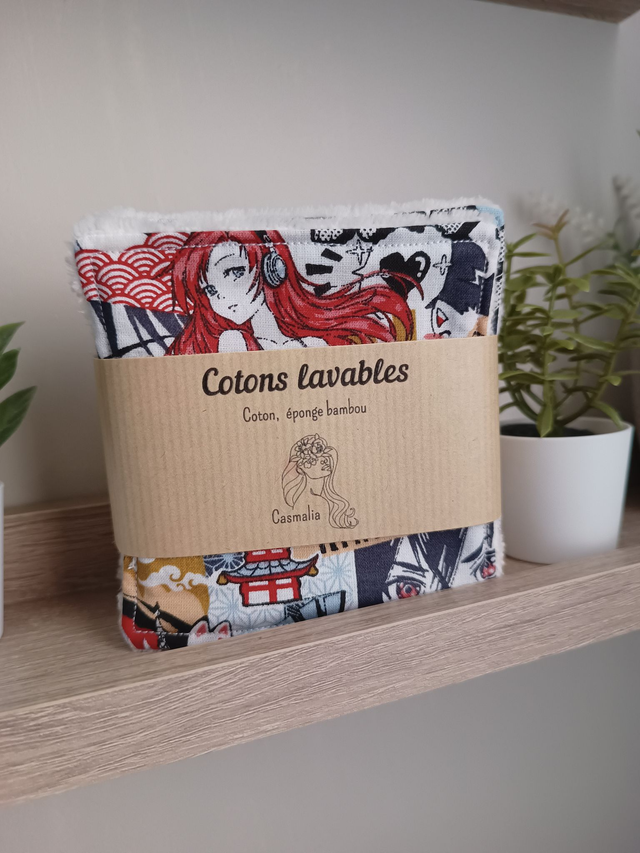 Cotons lavables
Coton, éponge bambou
Casmalia